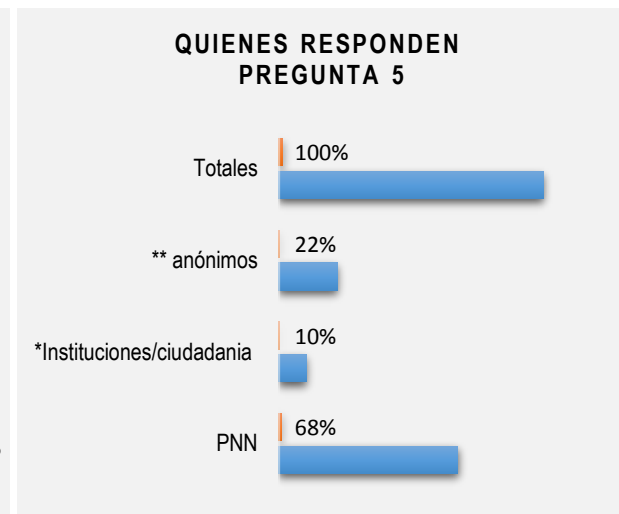 QUIENES RESPONDEN
PREGUNTA 5
Totales 100%
** anónimos 22%
*Instituciones/ciudadania 10%
PNN 68%